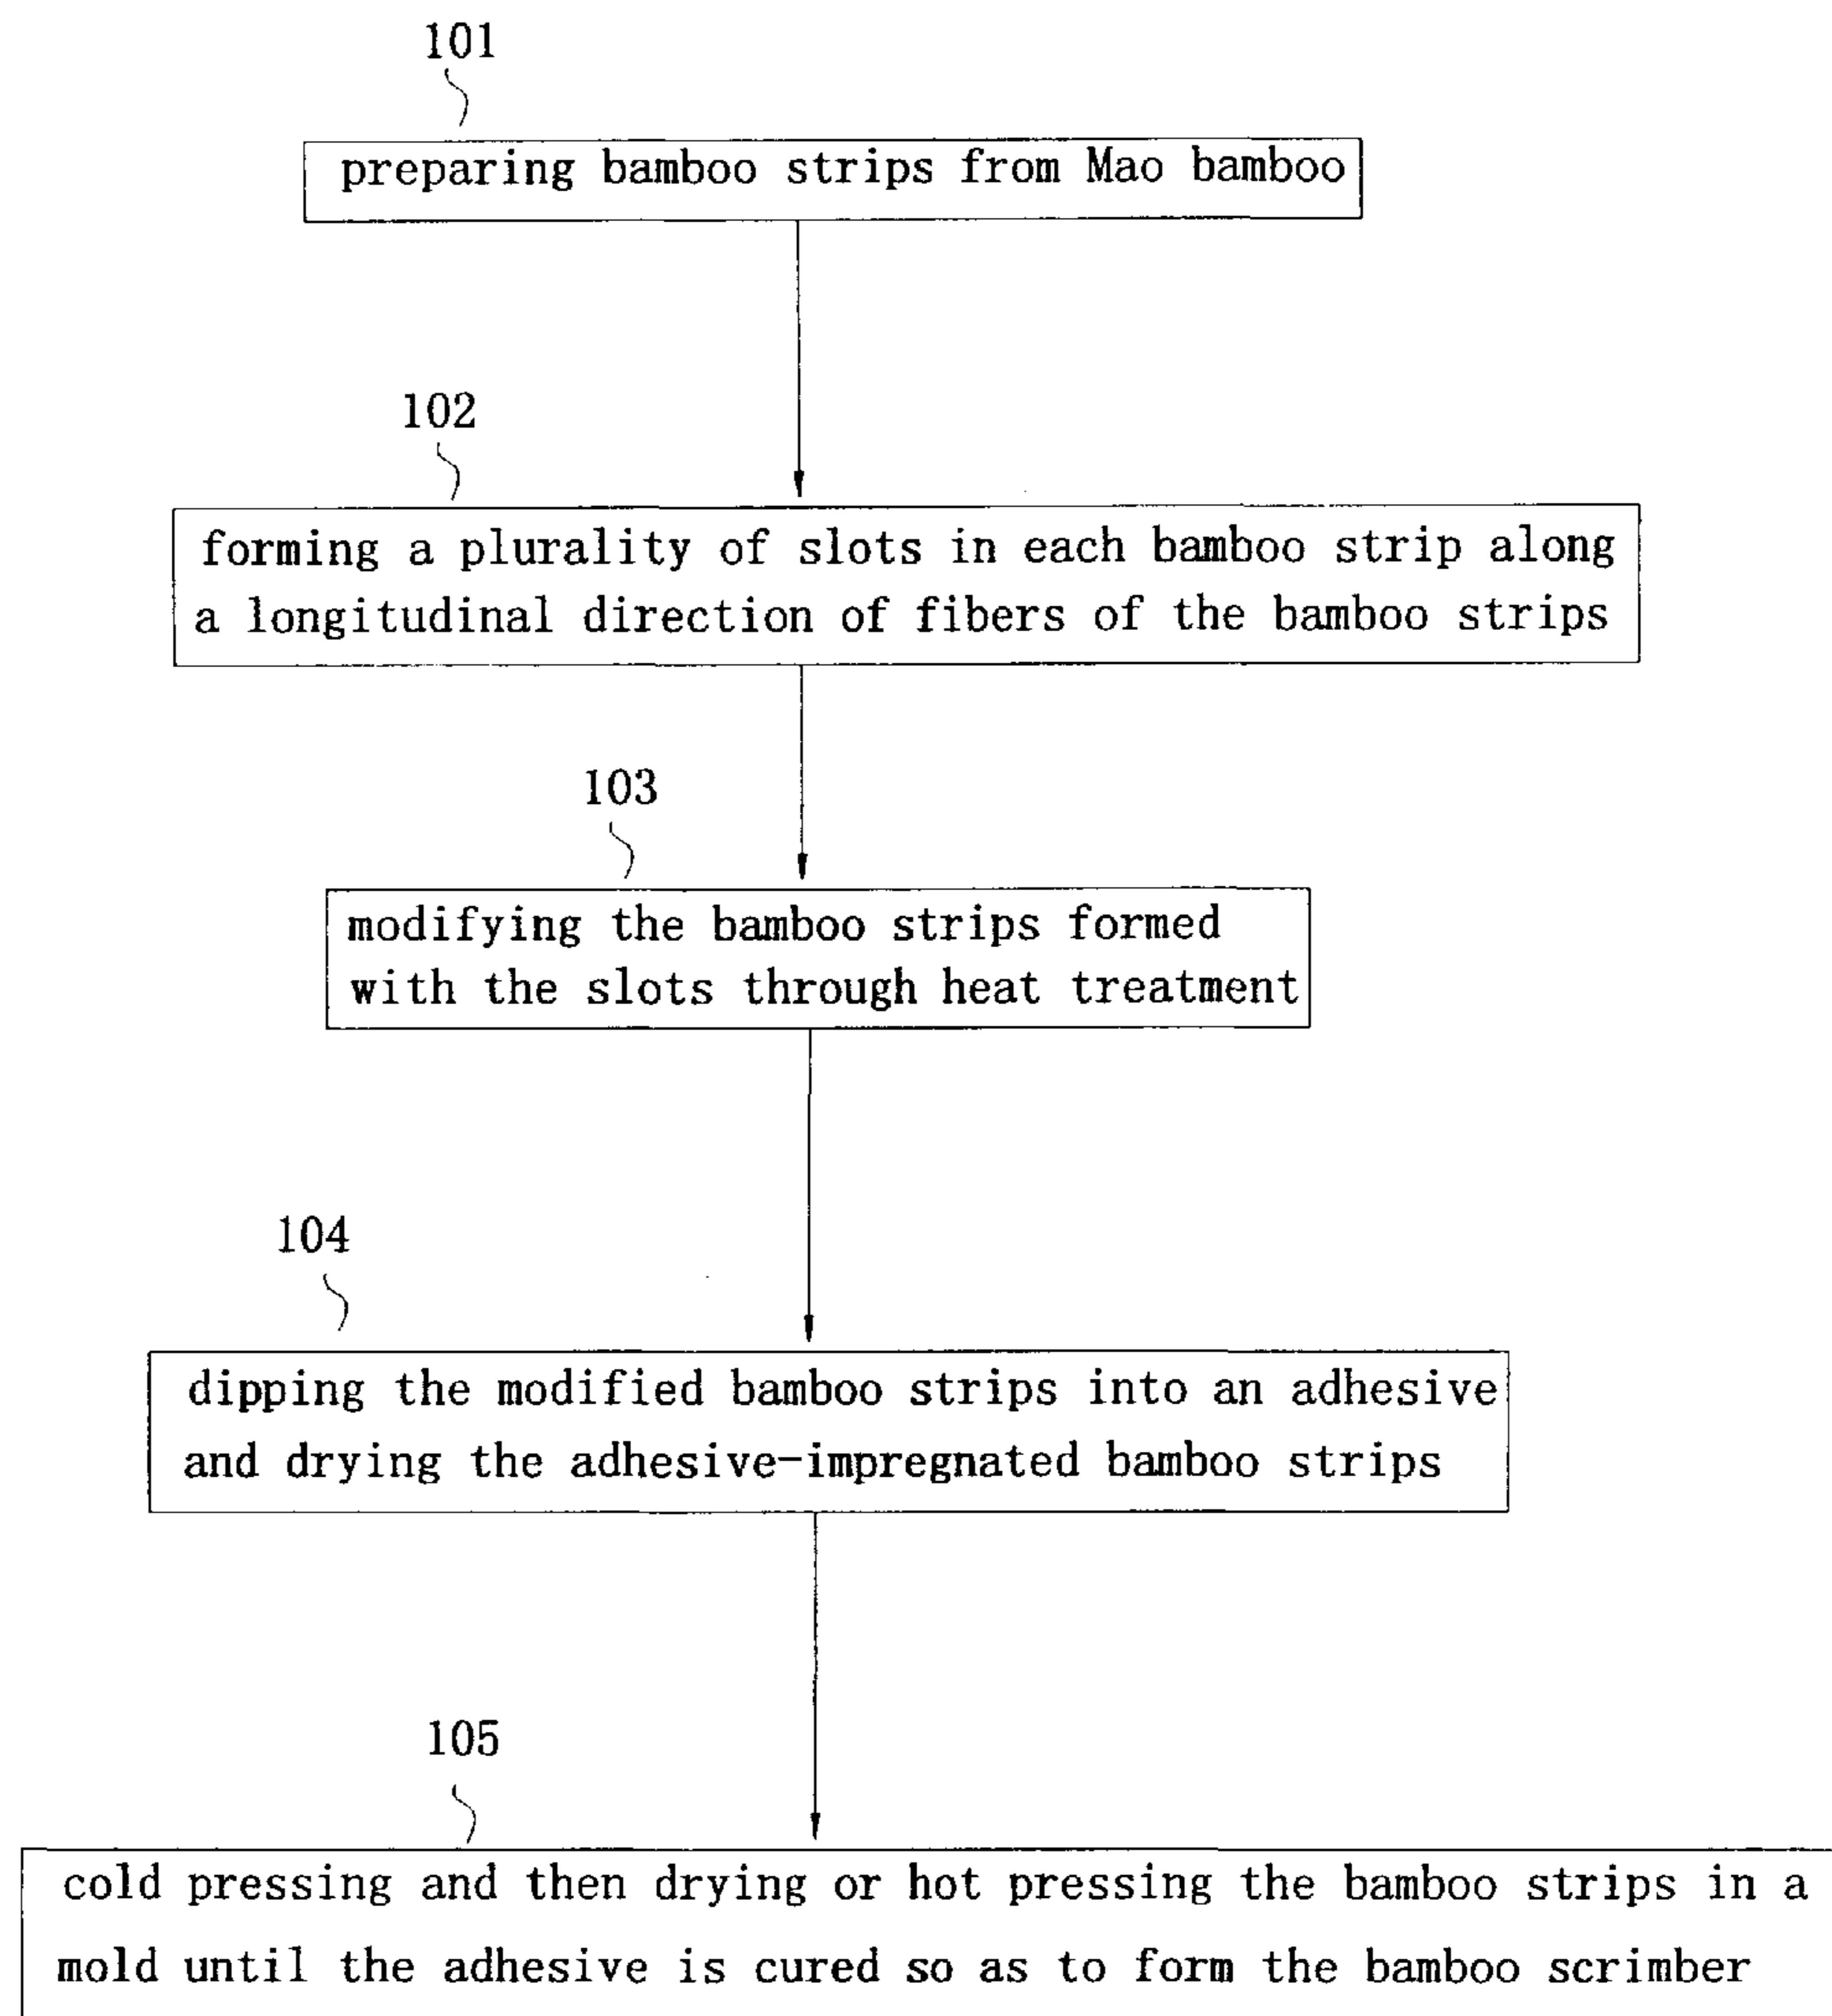 101
preparing bamboo strips from Mao bamboo
102
forming a plurality of slots in each bamboo strip along
a longitudinal direction of fibers of the bamboo strips
103
modifying the bamboo strips formed
with the slots through heat treatment
104
dipping the modified bamboo strips into an adhesive
and drying the adhesive-impregnated bamboo strips
105
cold pressing and then drying or hot pressing the bamboo strips in a
mold until the adhesive is cured so as to form the bamboo scrimber